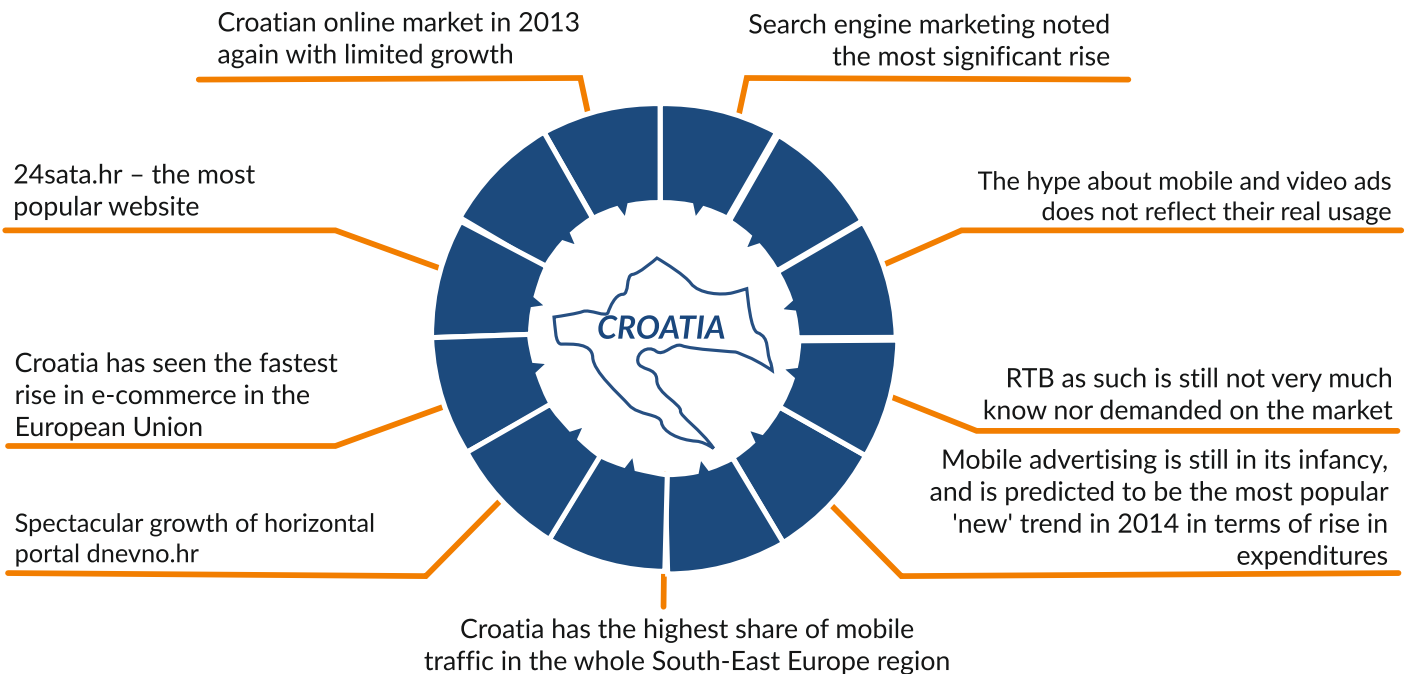 Croatian online market in 2013
again with limited growth
Search engine marketing noted
the most significant rise
24sata.hr – the most
popular website
The hype about mobile and video ads
does not reflect their real usage
CROATIA
Croatia has seen the fastest
rise in e-commerce in the
European Union
RTB as such is still not very much
know nor demanded on the market
Mobile advertising is still in its infancy,
and is predicted to be the most popular
'new' trend in 2014 in terms of rise in
expenditures
Spectacular growth of horizontal
portal dnevno.hr
Croatia has the highest share of mobile
traffic in the whole South-East Europe region